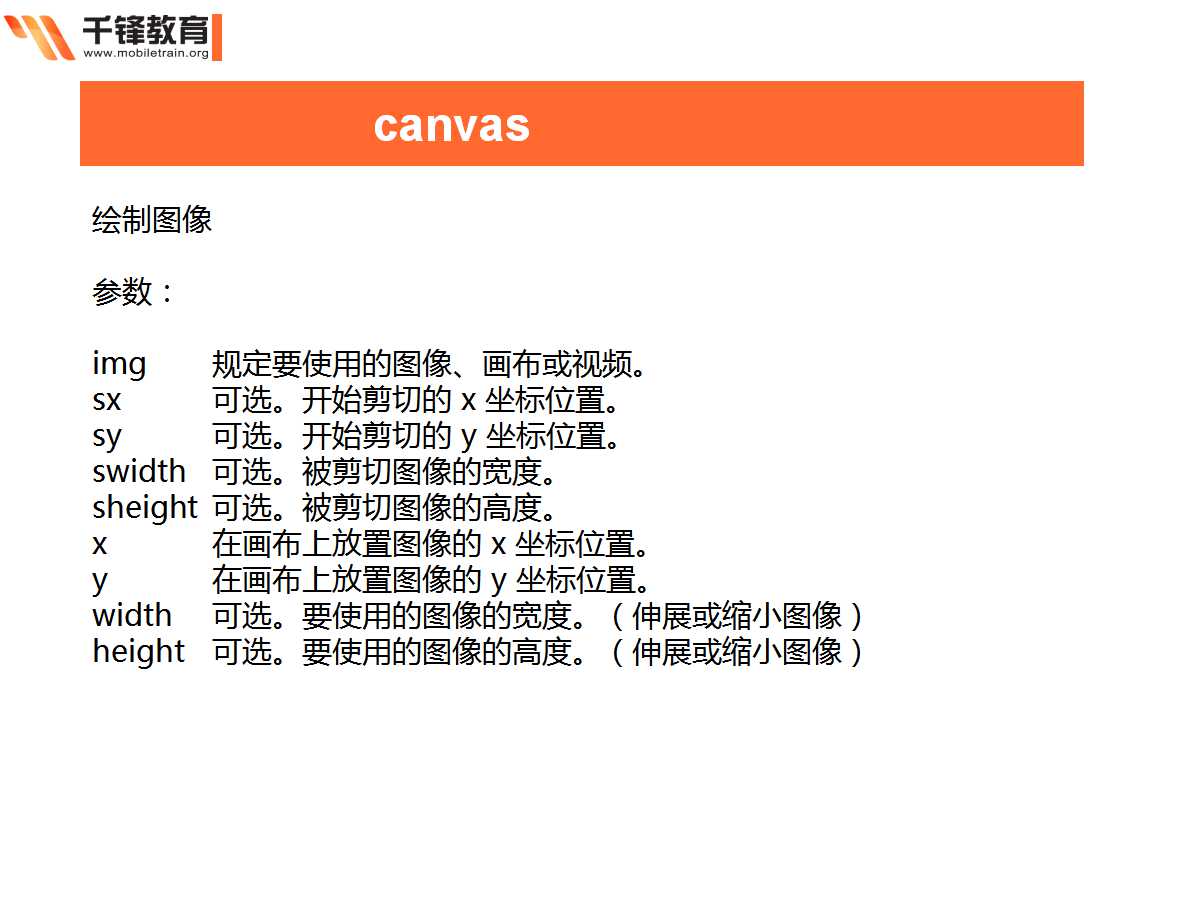 千锋教育
www.mobiletrain.org
canvas
绘制图像
参数：
img 规定要使用的图像、画布或视频。
sx 可选。开始剪切的 x 坐标位置。
sy 可选。开始剪切的 y 坐标位置。
swidth 可选。被剪切图像的宽度。
sheight 可选。被剪切图像的高度。
x 在画布上放置图像的 x 坐标位置。
y 在画布上放置图像的 y 坐标位置。
width 可选。要使用的图像的宽度。（伸展或缩小图像）
height 可选。要使用的图像的高度。（伸展或缩小图像）